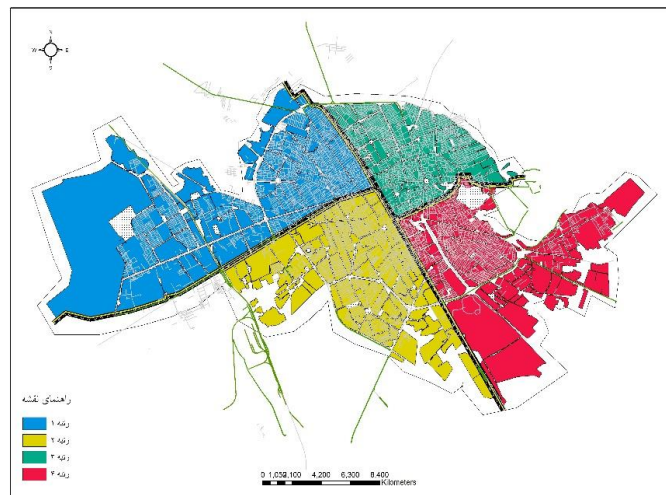 N
W E
S
راهنمای نقشه
رتبه ۱
رتبه ۲
رتبه ۳
رتبه ۴
0 1,050 2,100 4,200 6,300 8,400
Kilometers